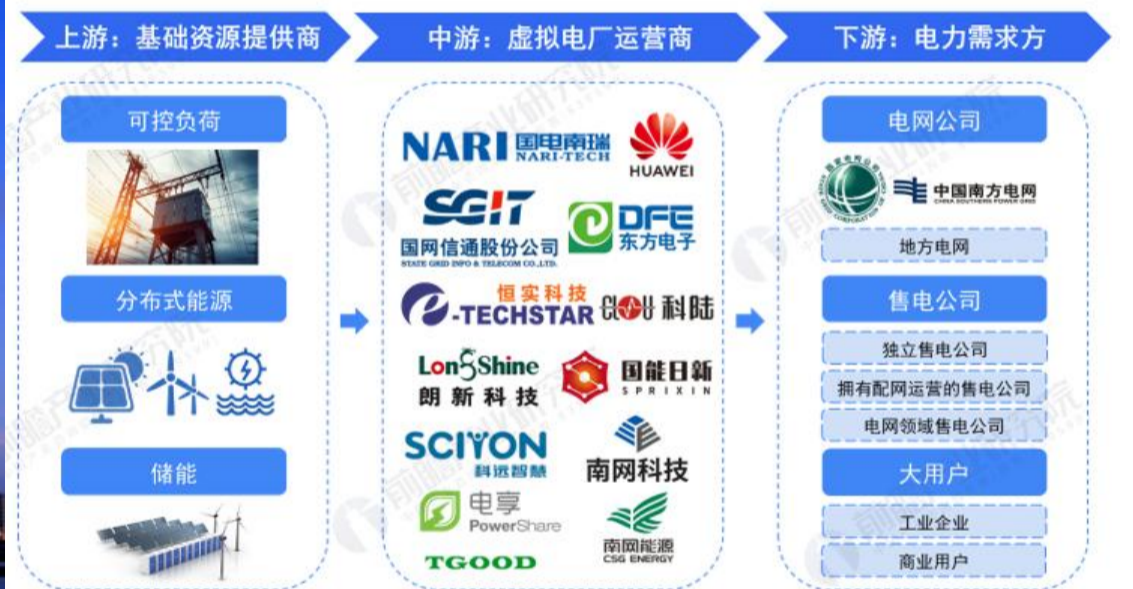 上游：基础资源提供商
中游：虚拟电厂运营商
下游：电力需求方
可控负荷
分布式能源
储能
NARI 国电南瑞
NARI-TECH
HUAWEI
SGIT
国网信通股份公司
STATE GRID INFO & TELECOM CO.,LTD.
DFE
东方电子
恒实科技
e-TECHSTAR
CLOU 科陆
LongShine
朗新科技
国能日新
SPRIXIN
SCIYON
科远智慧
南网科技
电享
PowerShare
南网能源
CSG ENERGY
TGOOD
电网公司
中国南方电网
CHINA SOUTHERN POWER GRID
地方电网
售电公司
独立售电公司
拥有配网运营的售电公司
电网领域售电公司
大用户
工业企业
商业用户
前瞻产业研究院